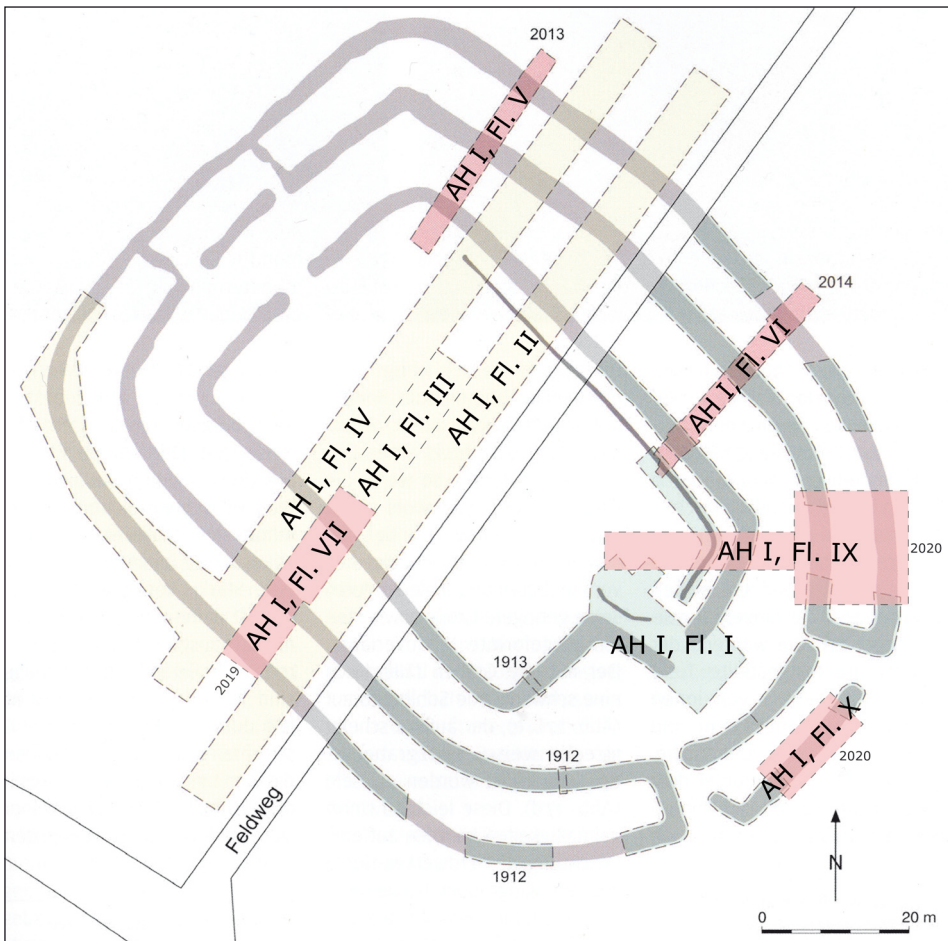 2013
AH I, Fl. V
2014
AH I, Fl. VI
AH I, Fl. II
AH I, Fl. III
AH I, Fl. IV
AH I, Fl. VII
2019
AH I, Fl. IX
2020
AH I, Fl. I
1913
AH I, Fl. X
2020
1912
1912
Feldweg
N
0 20 m